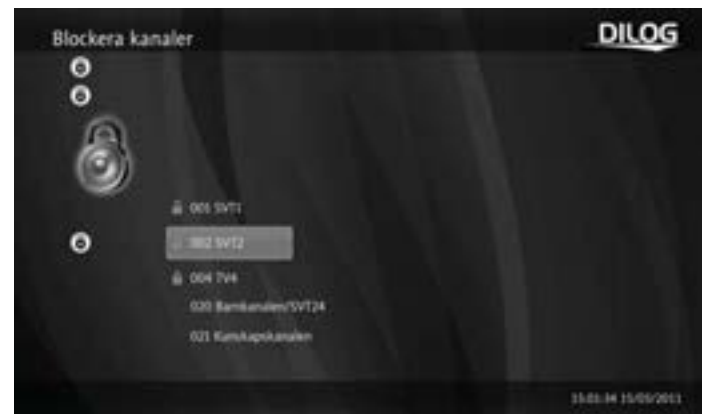 Blockera kanaler
DILOG
001 SVT1
002 SVT2
004 TV4
020 Barnkanalen/SVT24
021 Kunskapskanalen
15:01:34 15/03/2011